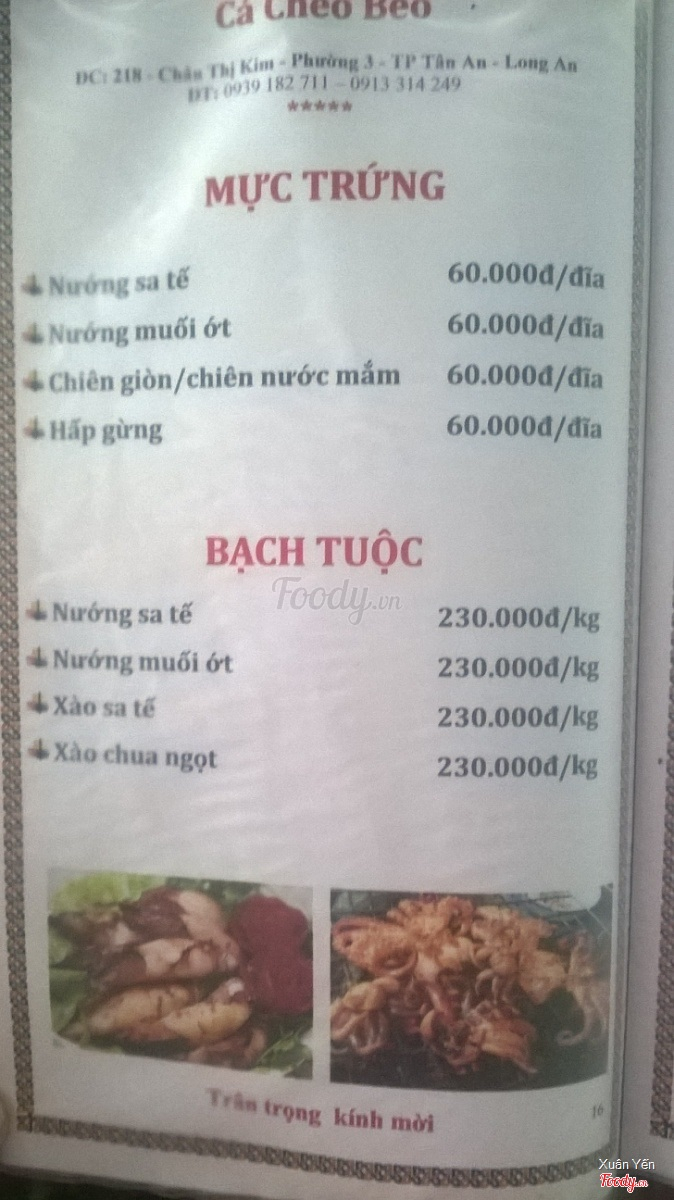 Cá Chẽo Bẽo
ĐC: 218 - Châu Thị Kim - Phường 3 - TP Tân An - Long An
ĐT: 0939 182 711 - 0913 314 249
*****
MỰC TRỨNG
Nướng sa tế 60.000đ/đĩa
Nướng muối ớt 60.000đ/đĩa
Chiên giòn/chiên nước mắm 60.000đ/đĩa
Hấp gừng 60.000đ/đĩa
BẠCH TUỘC
Foody.vn
Nướng sa tế 230.000đ/kg
Nướng muối ớt 230.000đ/kg
Xào sa tế 230.000đ/kg
Xào chua ngọt 230.000đ/kg
Trân trọng kính mời
16
Xuân Yến
Foody.vn